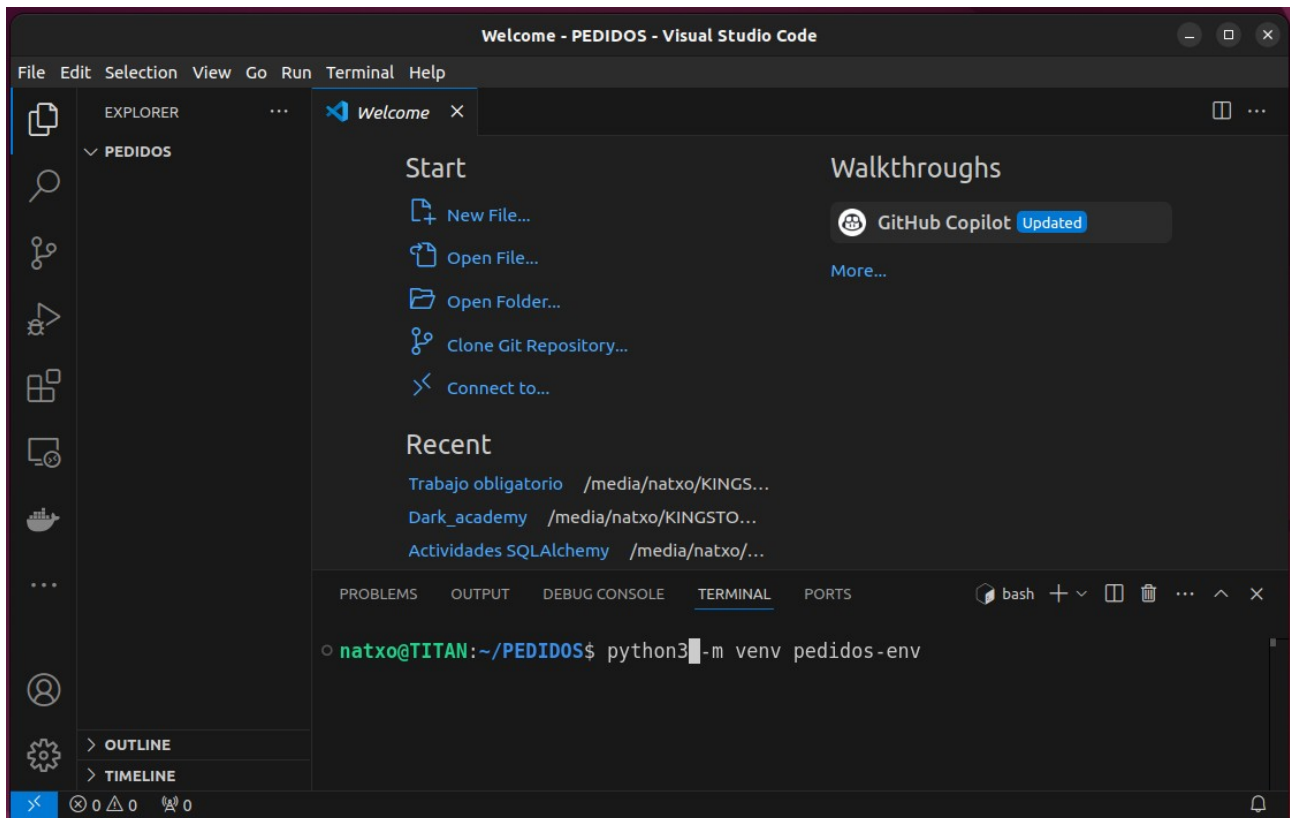 Welcome - PEDIDOS - Visual Studio Code
File Edit Selection View Go Run Terminal Help
EXPLORER
Welcome
PEDIDOS
Start
New File...
Open File...
Open Folder...
Clone Git Repository...
Connect to...
Recent
Trabajo obligatorio /media/natxo/KINGS...
Dark_academy /media/natxo/KINGSTO...
Actividades SQLAlchemy /media/natxo/...
Walkthroughs
GitHub Copilot Updated
More...
PROBLEMS OUTPUT DEBUG CONSOLE TERMINAL PORTS bash
natxo@TITAN:~/PEDIDOS$ python3 -m venv pedidos-env
OUTLINE
TIMELINE
0 0 0